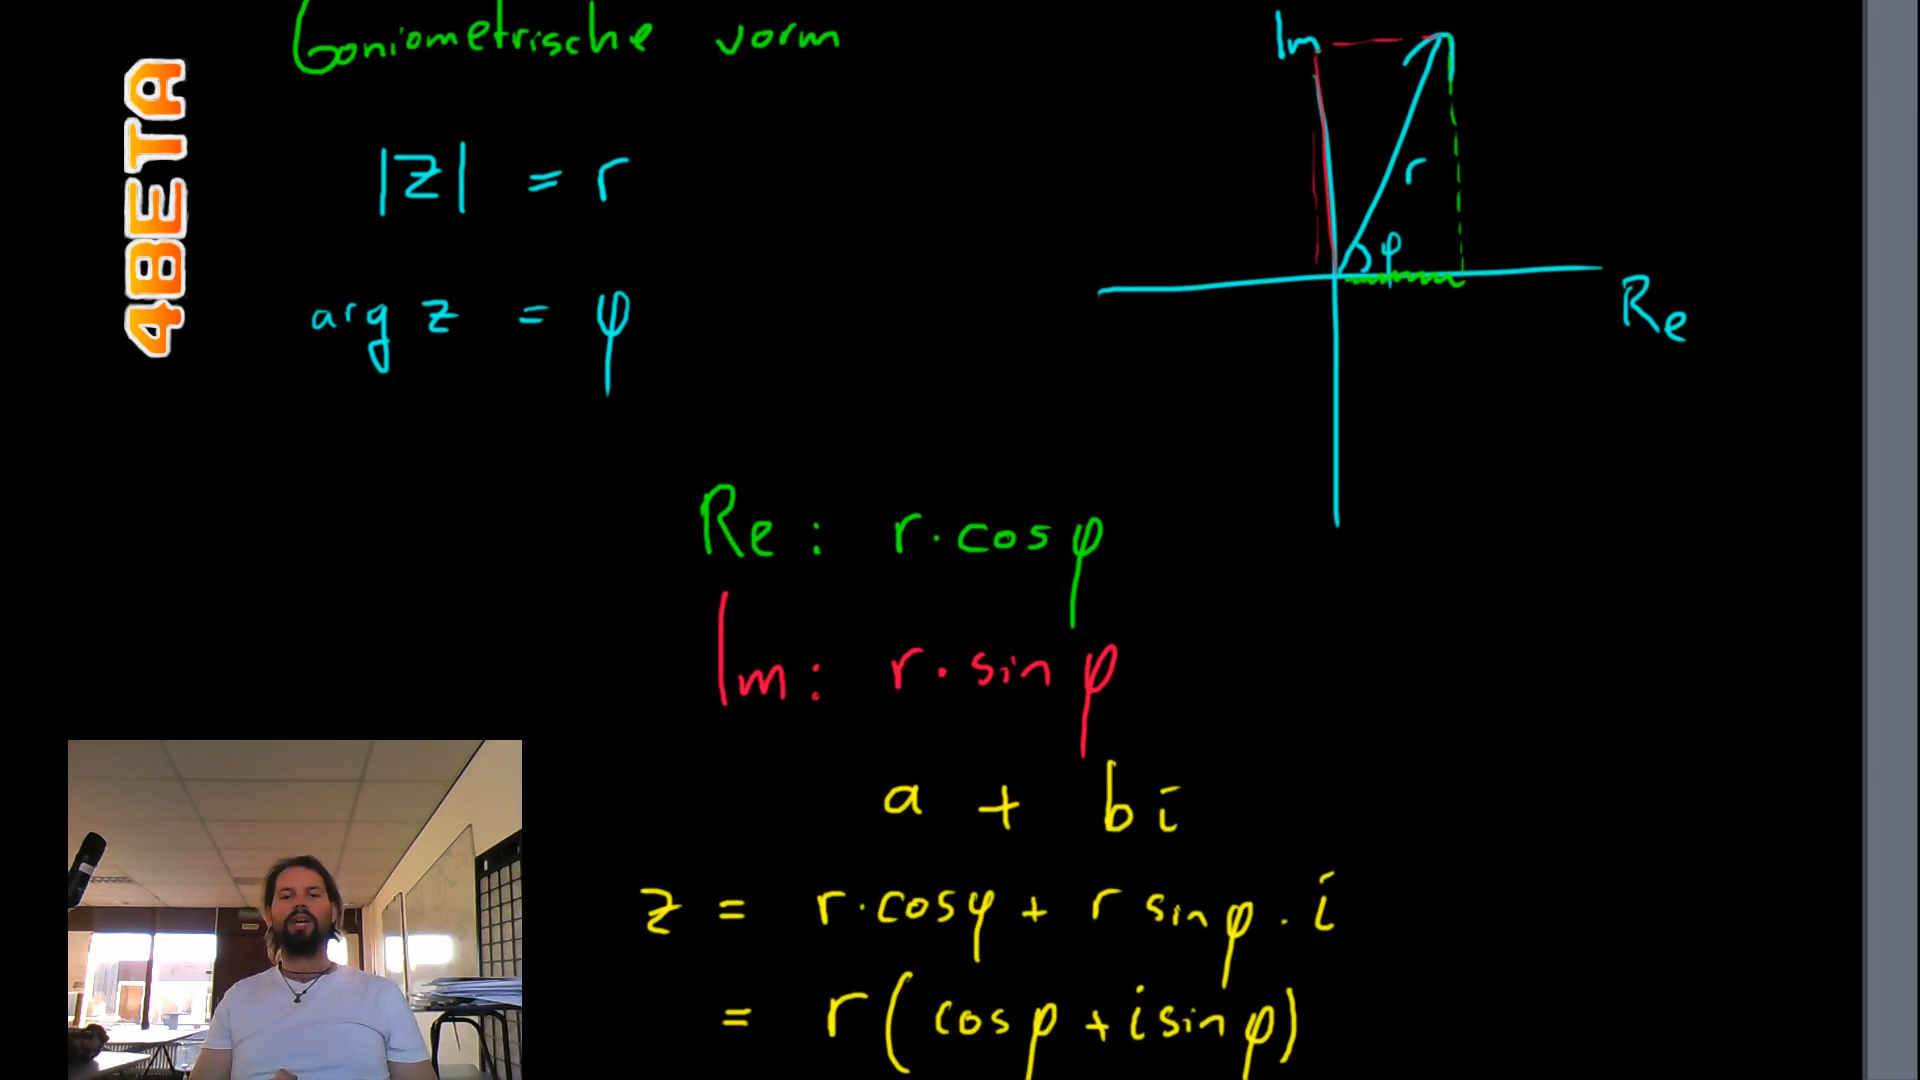 Goniometrische vorm
4BETA
Im
|z| = r
r
φ
arg z = φ
Re
Re : r · cos φ
Im : r · sin φ
a + bi
z = r · cos φ + r sin φ · i
= r ( cos φ + i sin φ )